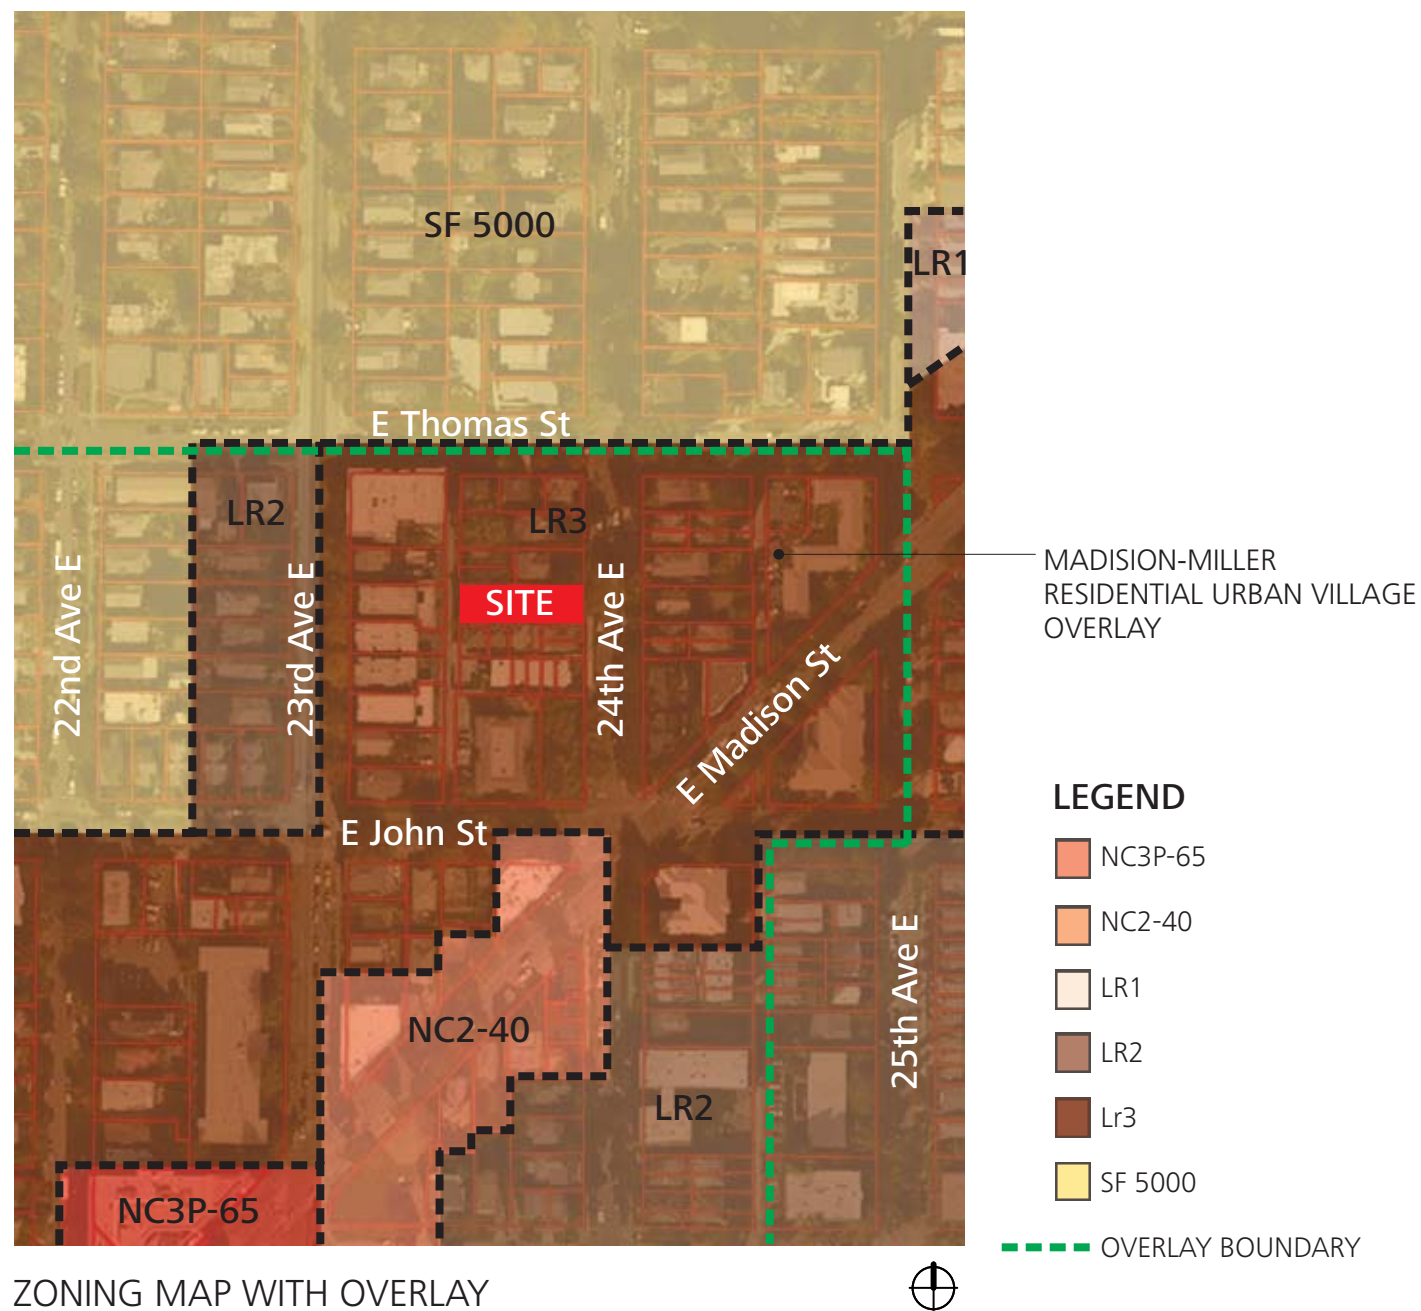 SF 5000
LR1
E Thomas St
LR2
LR3
22nd Ave E
23rd Ave E
SITE
24th Ave E
MADISION-MILLER
RESIDENTIAL URBAN VILLAGE
OVERLAY
E Madison St
E John St
LEGEND
NC3P-65
NC2-40
LR1
LR2
Lr3
SF 5000
OVERLAY BOUNDARY
NC2-40
25th Ave E
LR2
NC3P-65
ZONING MAP WITH OVERLAY